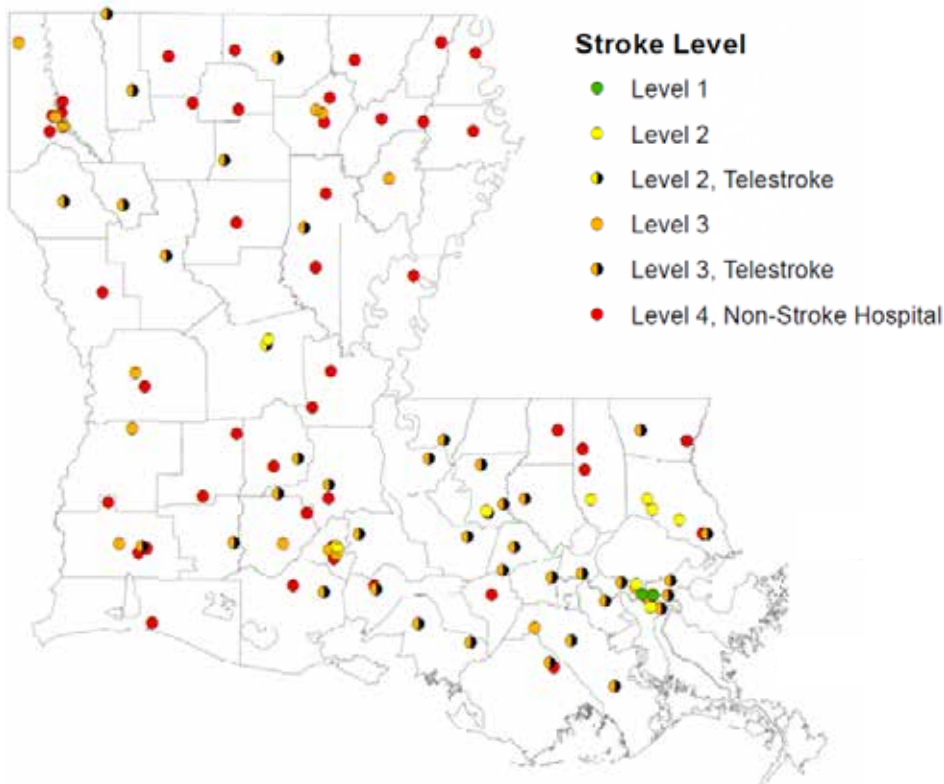 Stroke Level
Level 1
Level 2
Level 2, Telestroke
Level 3
Level 3, Telestroke
Level 4, Non-Stroke Hospital